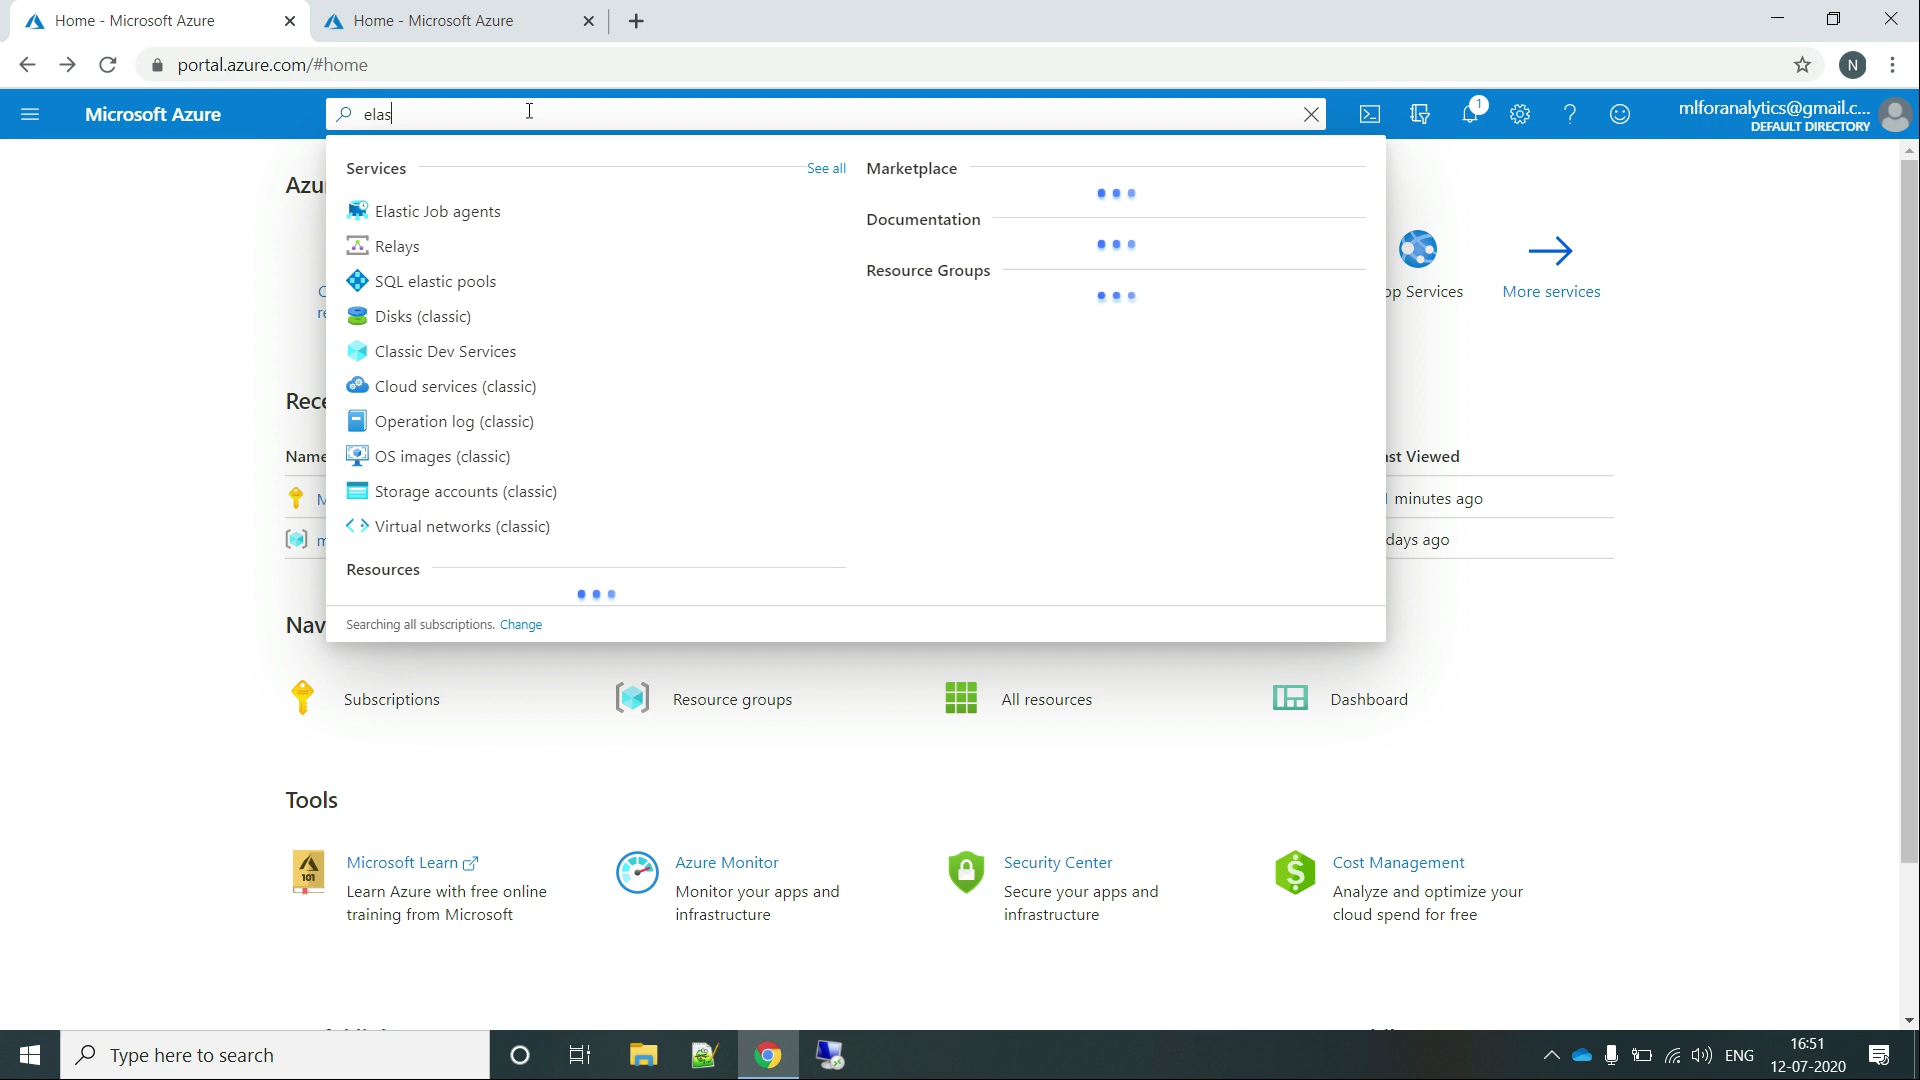 Home - Microsoft Azure
Home - Microsoft Azure
portal.azure.com/#home
N
Microsoft Azure
elas
1
mlforanalytics@gmail.c...
DEFAULT DIRECTORY
Services
See all
Marketplace
Azu
Elastic Job agents
Documentation
Relays
Resource Groups
SQL elastic pools
op Services
More services
Disks (classic)
Classic Dev Services
Cloud services (classic)
Rece
Operation log (classic)
Name
OS images (classic)
ast Viewed
Storage accounts (classic)
minutes ago
Virtual networks (classic)
days ago
Resources
Searching all subscriptions. Change
Nav
Subscriptions
Resource groups
All resources
Dashboard
Tools
101
Microsoft Learn
Learn Azure with free online
training from Microsoft
Azure Monitor
Monitor your apps and
infrastructure
Security Center
Secure your apps and
infrastructure
Cost Management
Analyze and optimize your
cloud spend for free
Type here to search
ENG
16:51
12-07-2020